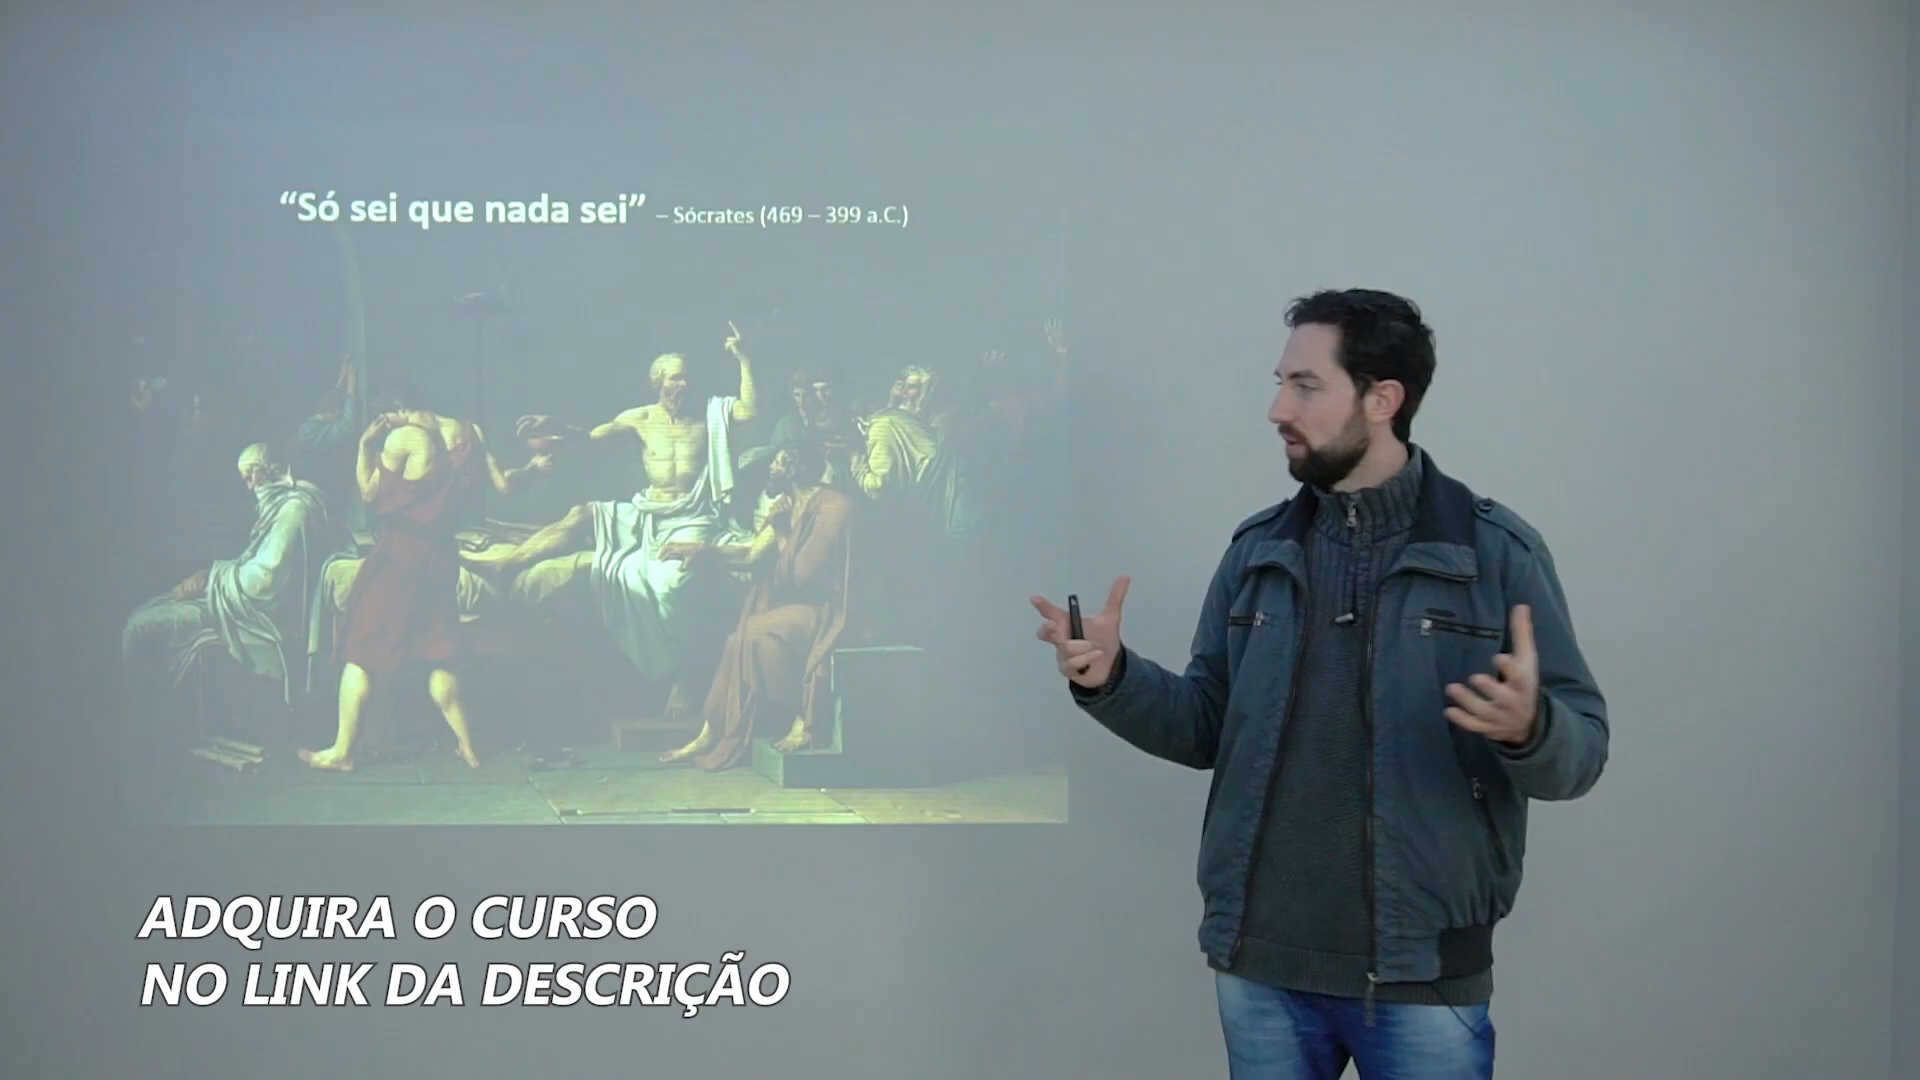 “Só sei que nada sei” – Sócrates (469 – 399 a.C.)
ADQUIRA O CURSO
NO LINK DA DESCRIÇÃO